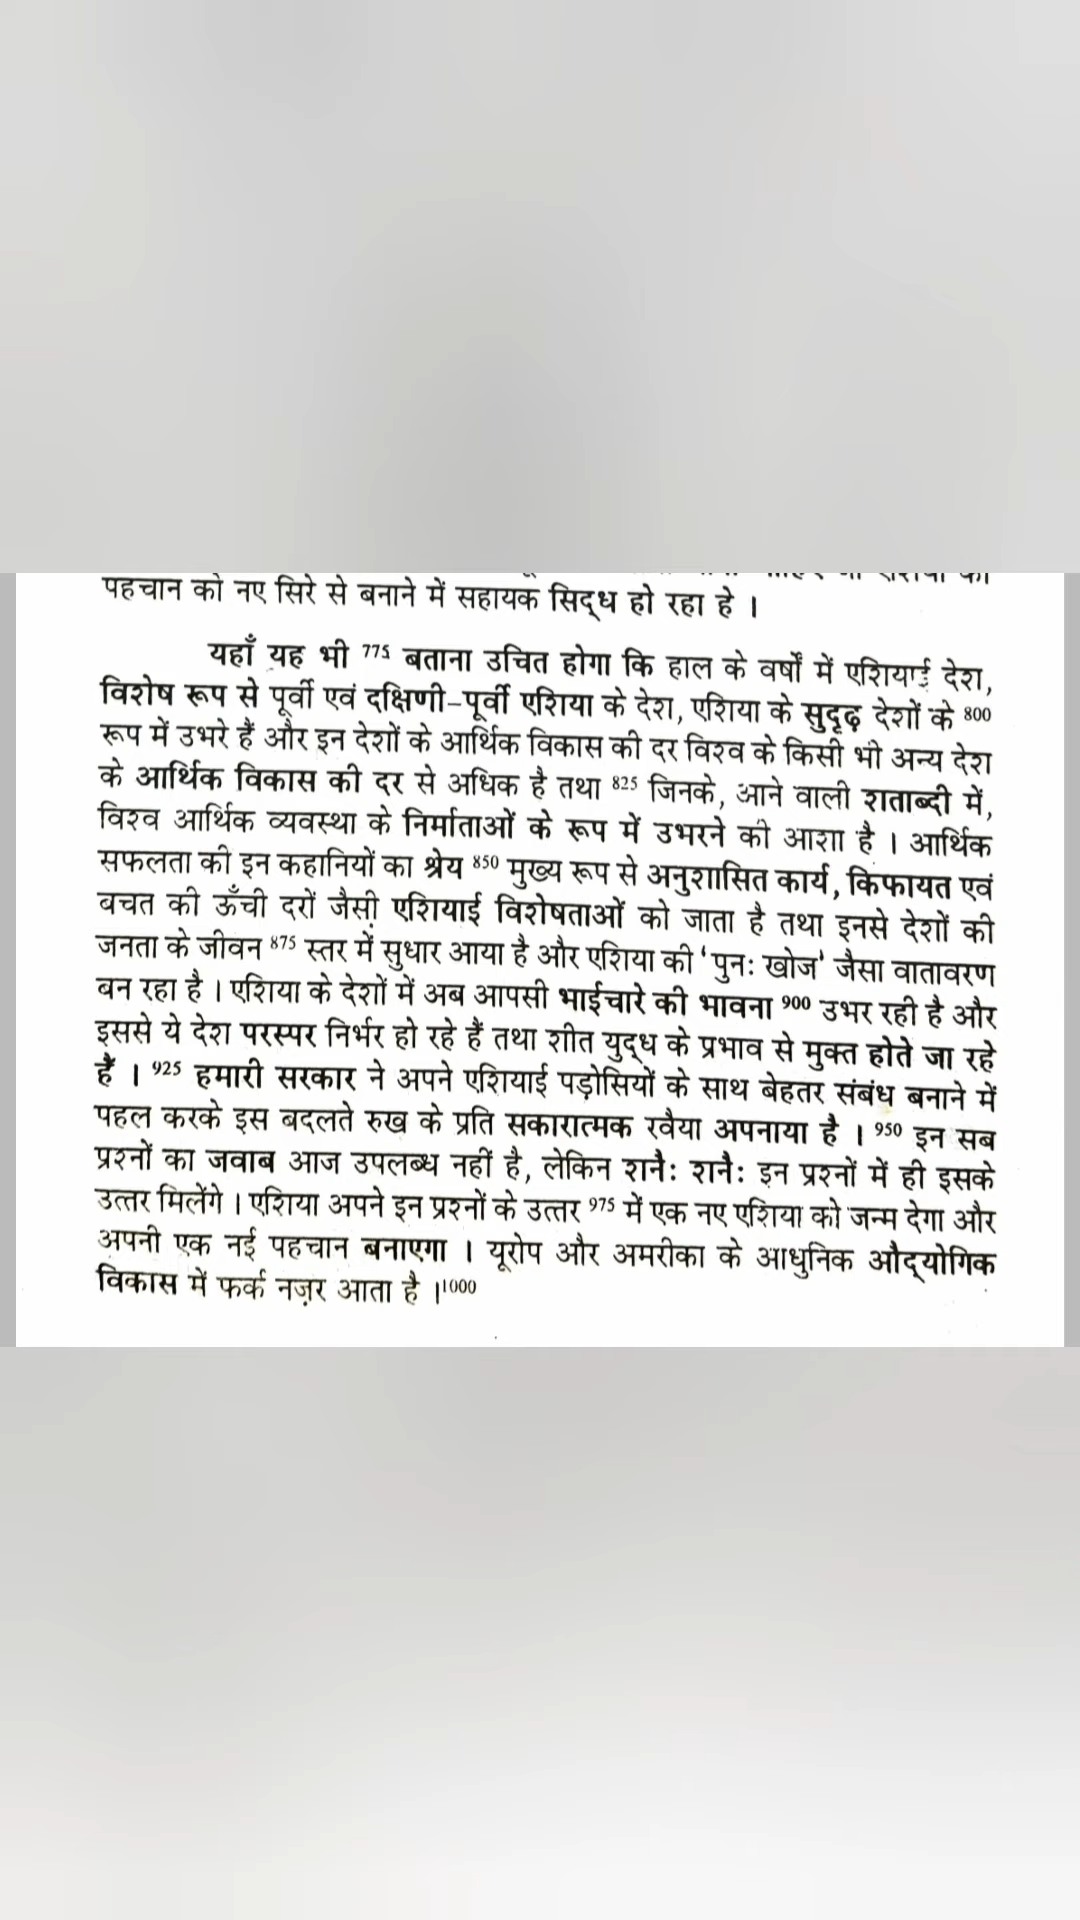 पहचान को नए सिरे से बनाने में सहायक सिद्ध हो रहा हे ।
यहाँ यह भी 775 बताना उचित होगा कि हाल के वर्षों में एशियाई देश,
विशेष रूप से पूर्वी एवं दक्षिणी-पूर्वी एशिया के देश, एशिया के सुदृढ़ देशों के 800
रूप में उभरे हैं और इन देशों के आर्थिक विकास की दर विश्व के किसी भी अन्य देश
के आर्थिक विकास की दर से अधिक है तथा 825 जिनके, आने वाली शताब्दी में,
विश्व आर्थिक व्यवस्था के निर्माताओं के रूप में उभरने की आशा है । आर्थिक
सफलता की इन कहानियों का श्रेय 850 मुख्य रूप से अनुशासित कार्य, किफायत एवं
बचत की ऊँची दरों जैसी एशियाई विशेषताओं को जाता है तथा इनसे देशों की
जनता के जीवन 875 स्तर में सुधार आया है और एशिया की 'पुनः खोज' जैसा वातावरण
बन रहा है । एशिया के देशों में अब आपसी भाईचारे की भावना 900 उभर रही है और
इससे ये देश परस्पर निर्भर हो रहे हैं तथा शीत युद्ध के प्रभाव से मुक्त होते जा रहे
हैं । 925 हमारी सरकार ने अपने एशियाई पड़ोसियों के साथ बेहतर संबंध बनाने में
पहल करके इस बदलते रुख के प्रति सकारात्मक रवैया अपनाया है । 950 इन सब
प्रश्नों का जवाब आज उपलब्ध नहीं है, लेकिन शनैः शनैः इन प्रश्नों में ही इसके
उत्तर मिलेंगे । एशिया अपने इन प्रश्नों के उत्तर 975 में एक नए एशिया को जन्म देगा और
अपनी एक नई पहचान बनाएगा । यूरोप और अमरीका के आधुनिक औद्योगिक
विकास में फर्क नज़र आता है ।1000